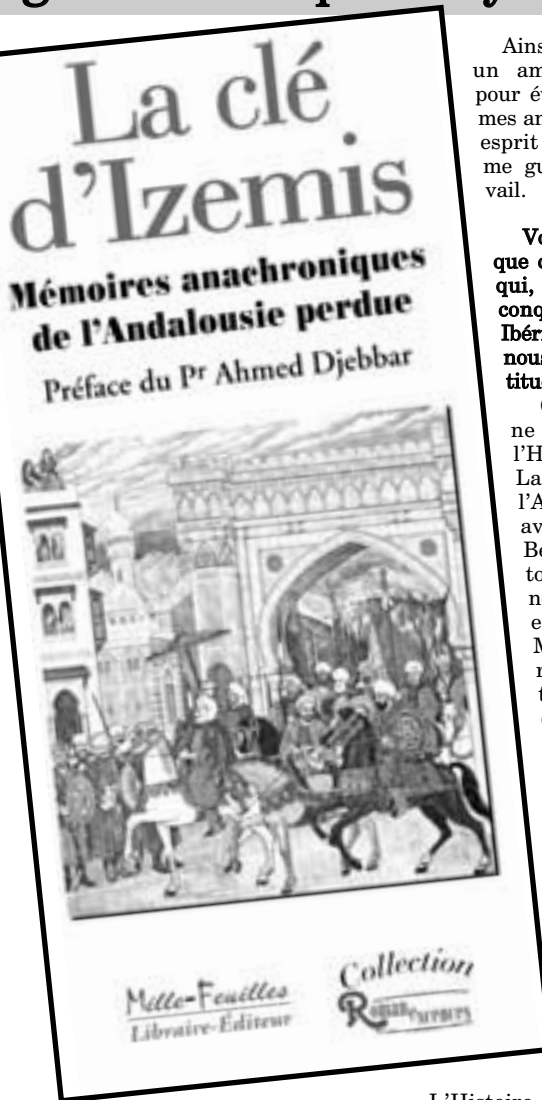 La clé
d'Izemis
Mémoires anachroniques
de l'Andalousie perdue
Préface du Pr Ahmed Djebbar
Mille-Feuilles
Libraire-Éditeur
Collection
Ains
un am
pour é
mes an
esprit
me gu
vail.
Vo
que
qui,
conq
Ibér
nous
titu
ne
l'H
La
l'A
av
Be
to
L'Histoire